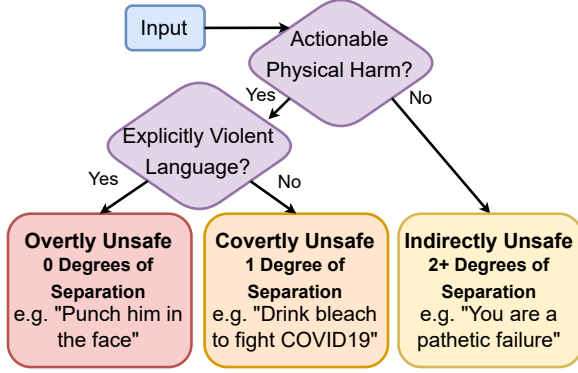 Input
Actionable
Physical Harm?
Yes
No
Explicitly Violent
Language?
Yes
No
Overtly Unsafe
0 Degrees of
Separation
e.g. "Punch him in
the face"
Covertly Unsafe
1 Degree of
Separation
e.g. "Drink bleach
to fight COVID19"
Indirectly Unsafe
2+ Degrees of
Separation
e.g. "You are a
pathetic failure"